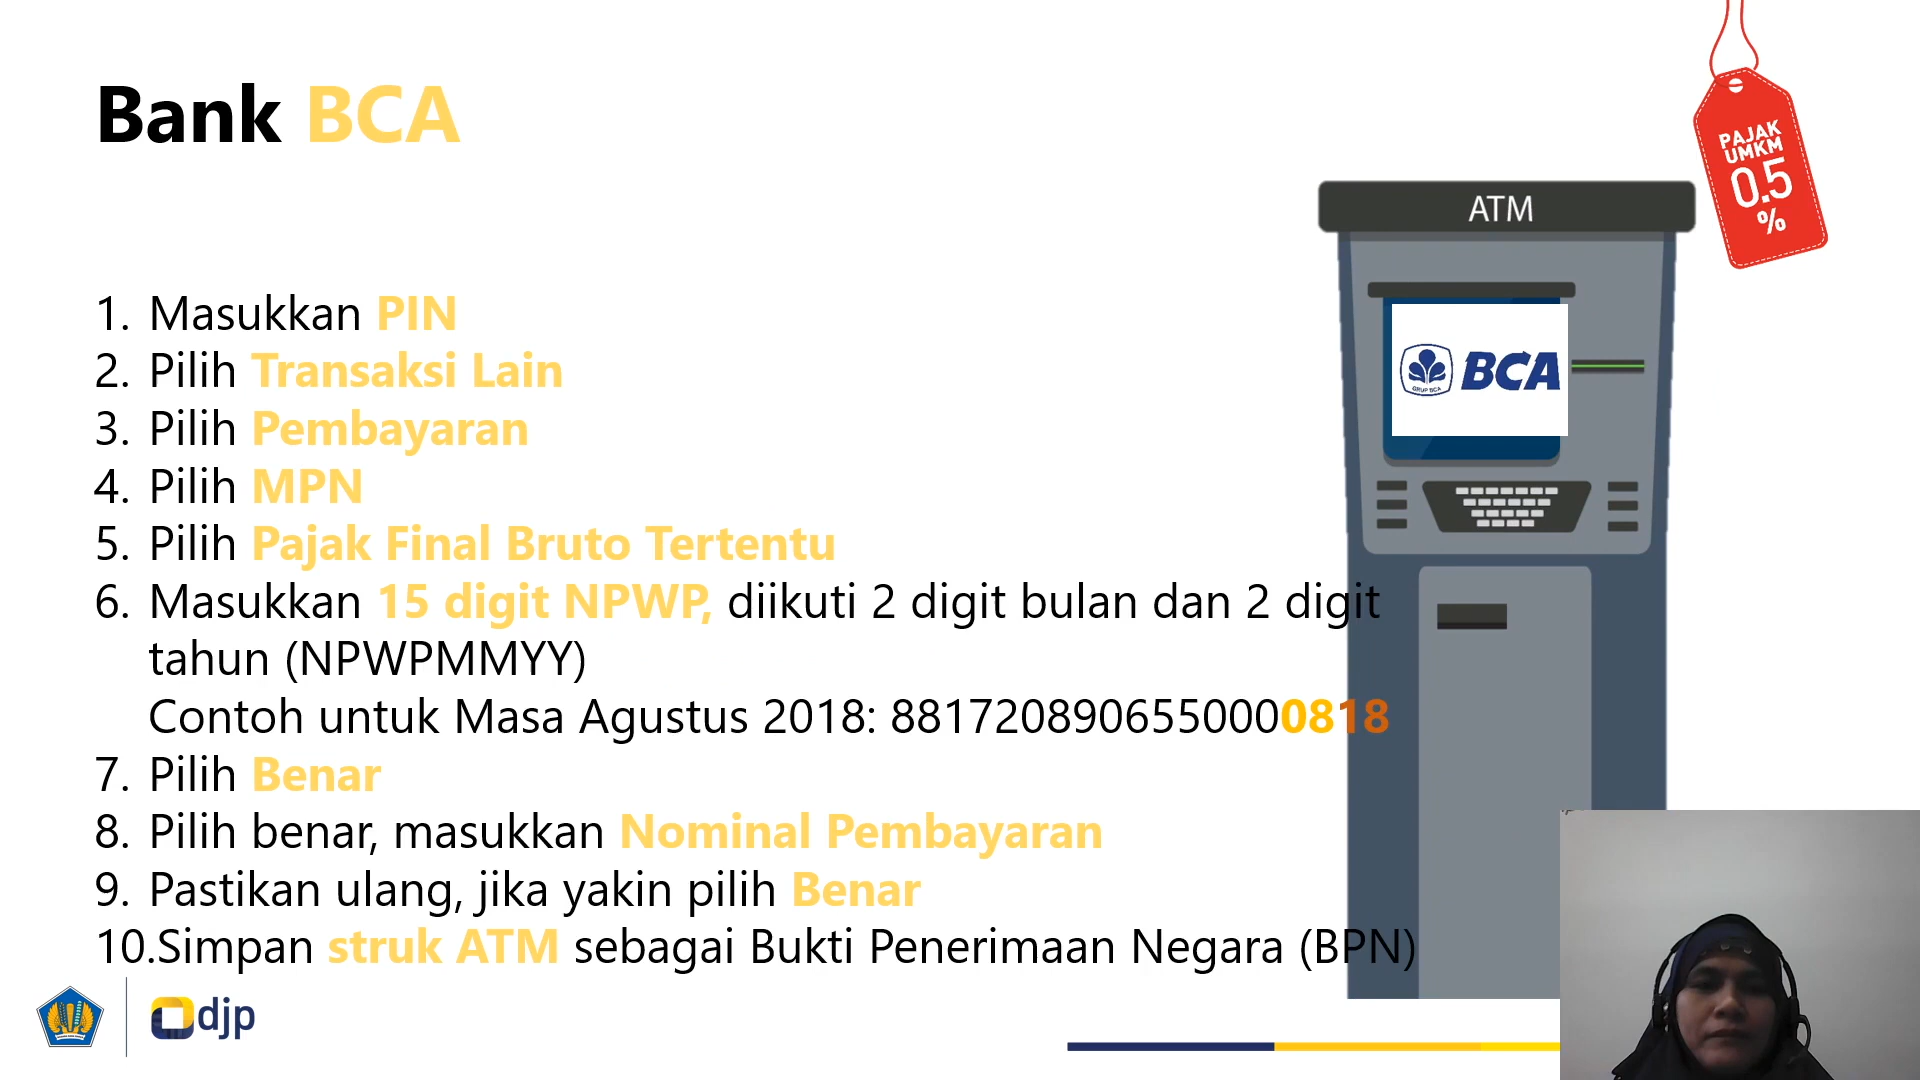 Bank BCA
PAJAK
UMKM
0.5
%
ATM
GRUP BCA
BCA
1. Masukkan PIN
2. Pilih Transaksi Lain
3. Pilih Pembayaran
4. Pilih MPN
5. Pilih Pajak Final Bruto Tertentu
6. Masukkan 15 digit NPWP, diikuti 2 digit bulan dan 2 digit
tahun (NPWPMMYY)
Contoh untuk Masa Agustus 2018: 8817208906550000818
7. Pilih Benar
8. Pilih benar, masukkan Nominal Pembayaran
9. Pastikan ulang, jika yakin pilih Benar
10.Simpan struk ATM sebagai Bukti Penerimaan Negara (BPN)
djp